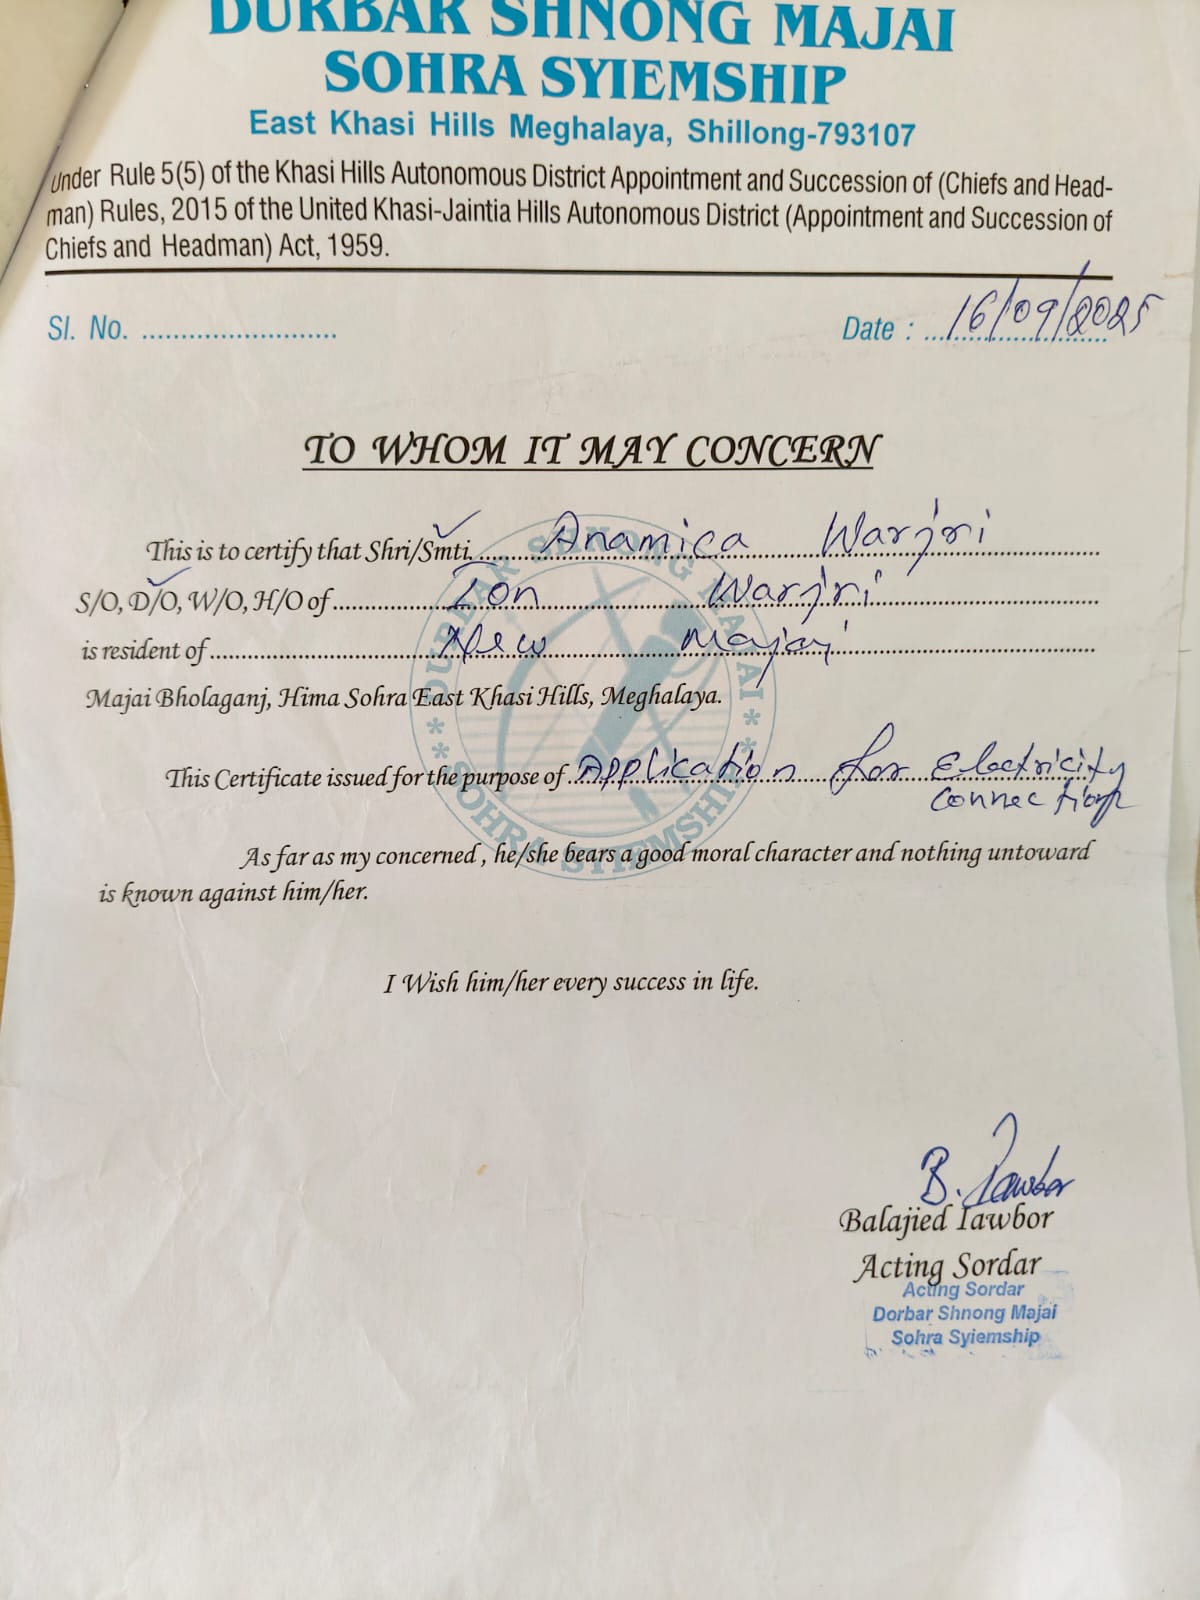 DURBAR SHNONG MAJAI
SOHRA SYIEMSHIP
East Khasi Hills Meghalaya, Shillong-793107
Under Rule 5(5) of the Khasi Hills Autonomous District Appointment and Succession of (Chiefs and Head-
man) Rules, 2015 of the United Khasi-Jaintia Hills Autonomous District (Appointment and Succession of
Chiefs and Headman) Act, 1959.
Sl. No. ............................ Date : 16/09/2025
TO WHOM IT MAY CONCERN
This is to certify that Shri/Smti. Anamica Warjri
S/O, D/O, W/O, H/O of Ion Warjri
is resident of New Majai
Majai Bholaganj, Hima Sohra East Khasi Hills, Meghalaya.
This Certificate issued for the purpose of Application for Electricity
Connection
As far as my concerned , he/she bears a good moral character and nothing untoward
is known against him/her.
I Wish him/her every success in life.
DURBAR SHNONG MAJAI
SOHRA SYIEMSHIP
B. Iawbor
Balajied Iawbor
Acting Sordar
Acting Sordar
Dorbar Shnong Majai
Sohra Syiemship